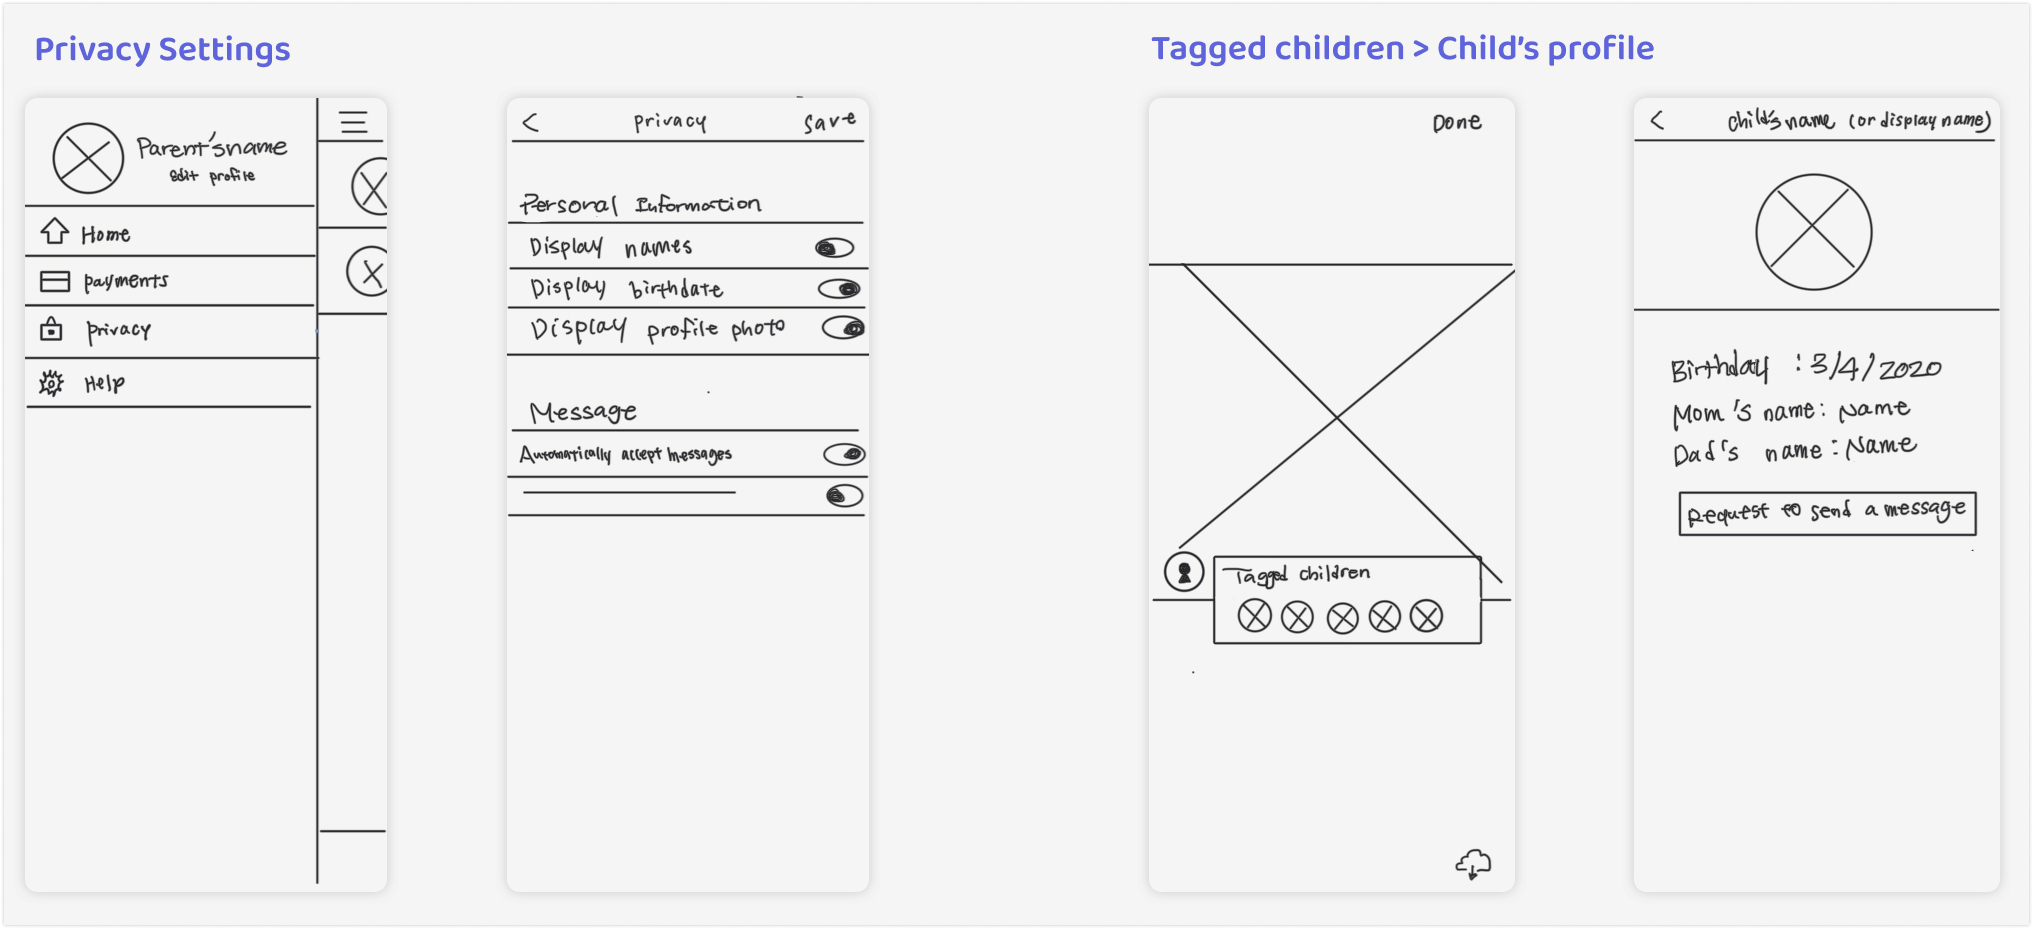 Privacy Settings
Parent's name
Edit profile
Home
payments
privacy
Help
privacy
Save
Personal Information
Display names
Display birthdate
Display profile photo
Message
Automatically accept messages
Tagged children > Child's profile
Done
Tagged children
child's name (or display name)
Birthday : 3/4/2020
Mom's name: Name
Dad's name: Name
Request to send a message